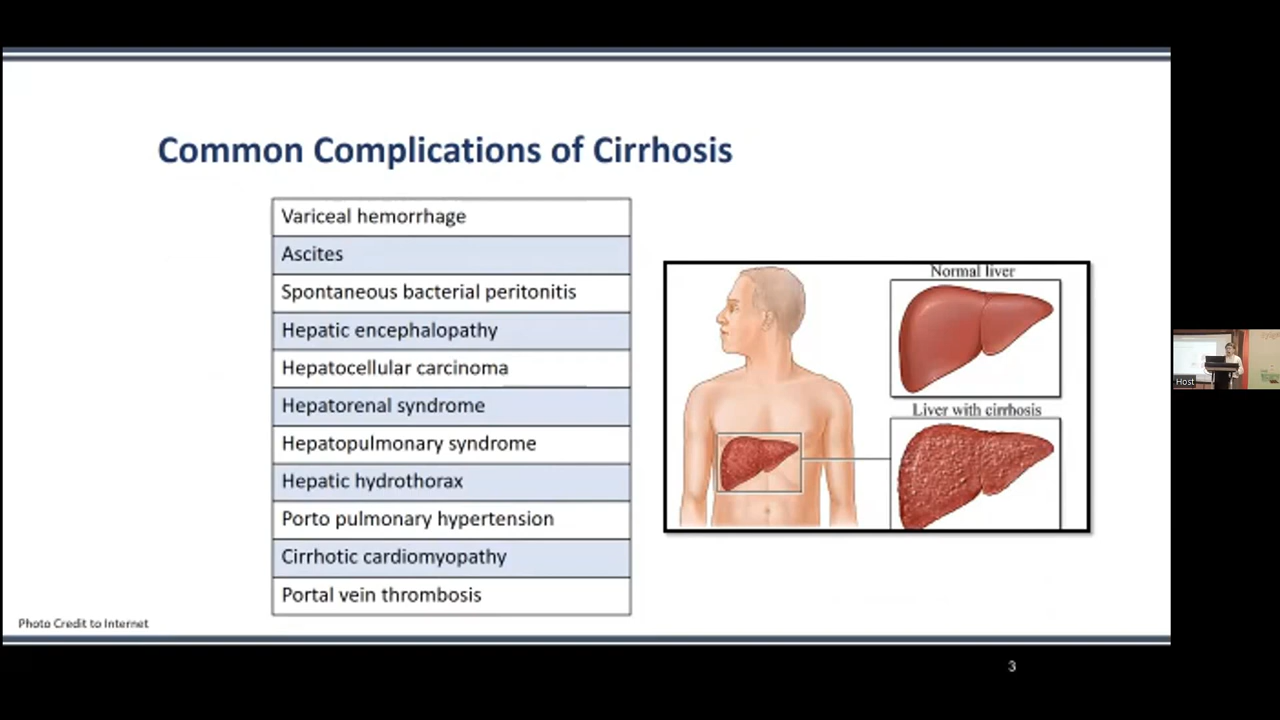 Common Complications of Cirrhosis
Variceal hemorrhage
Ascites
Spontaneous bacterial peritonitis
Hepatic encephalopathy
Hepatocellular carcinoma
Hepatorenal syndrome
Hepatopulmonary syndrome
Hepatic hydrothorax
Porto pulmonary hypertension
Cirrhotic cardiomyopathy
Portal vein thrombosis
Normal liver
Liver with cirrhosis
Host
Photo Credit to Internet
3